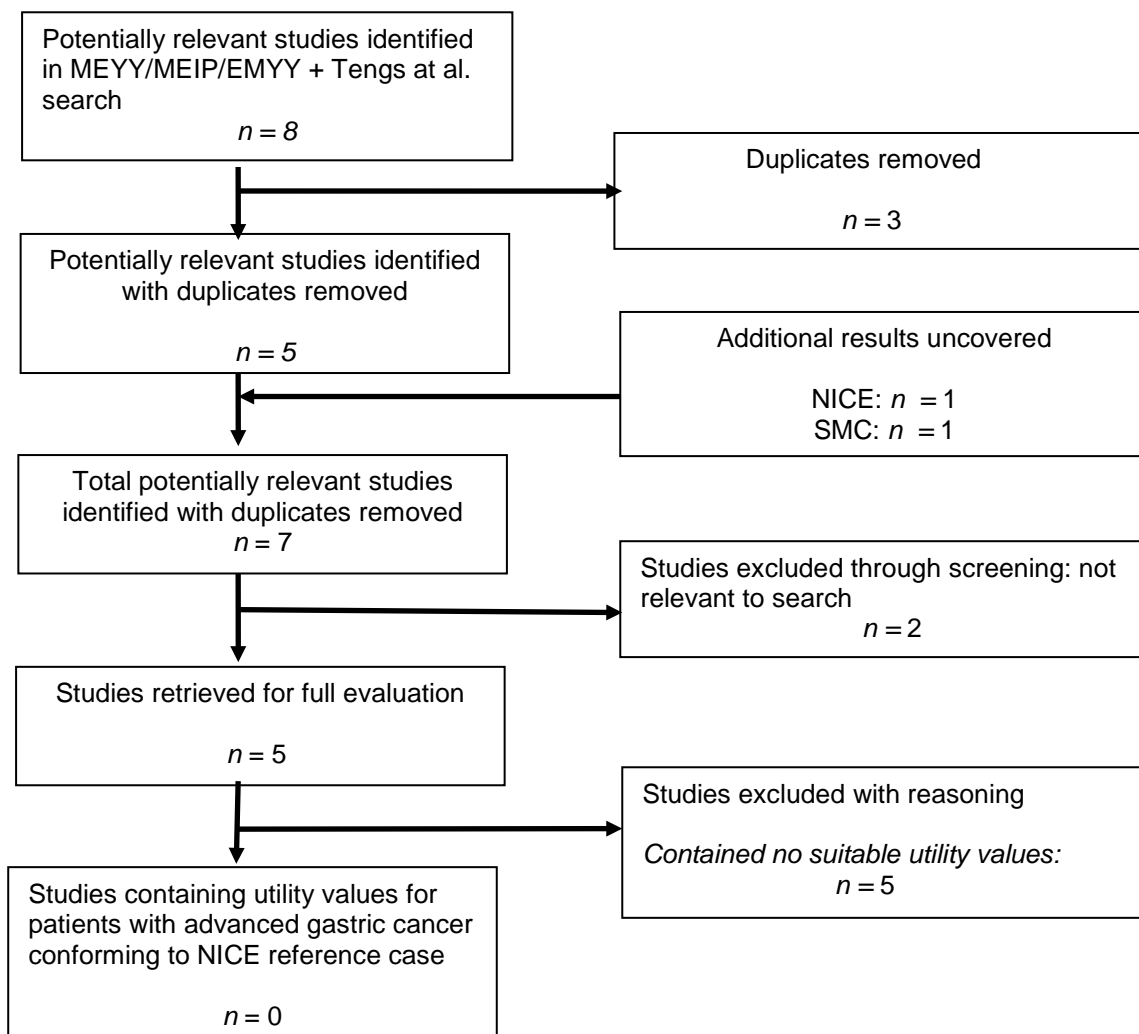 Potentially relevant studies identified
in MEYY/MEIP/EMYY + Tengs at al.
search
n = 8
Duplicates removed
n = 3
Potentially relevant studies identified
with duplicates removed
n = 5
Additional results uncovered
NICE: n = 1
SMC: n = 1
Total potentially relevant studies
identified with duplicates removed
n = 7
Studies excluded through screening: not
relevant to search
n = 2
Studies retrieved for full evaluation
n = 5
Studies excluded with reasoning
Contained no suitable utility values:
n = 5
Studies containing utility values for
patients with advanced gastric cancer
conforming to NICE reference case
n = 0